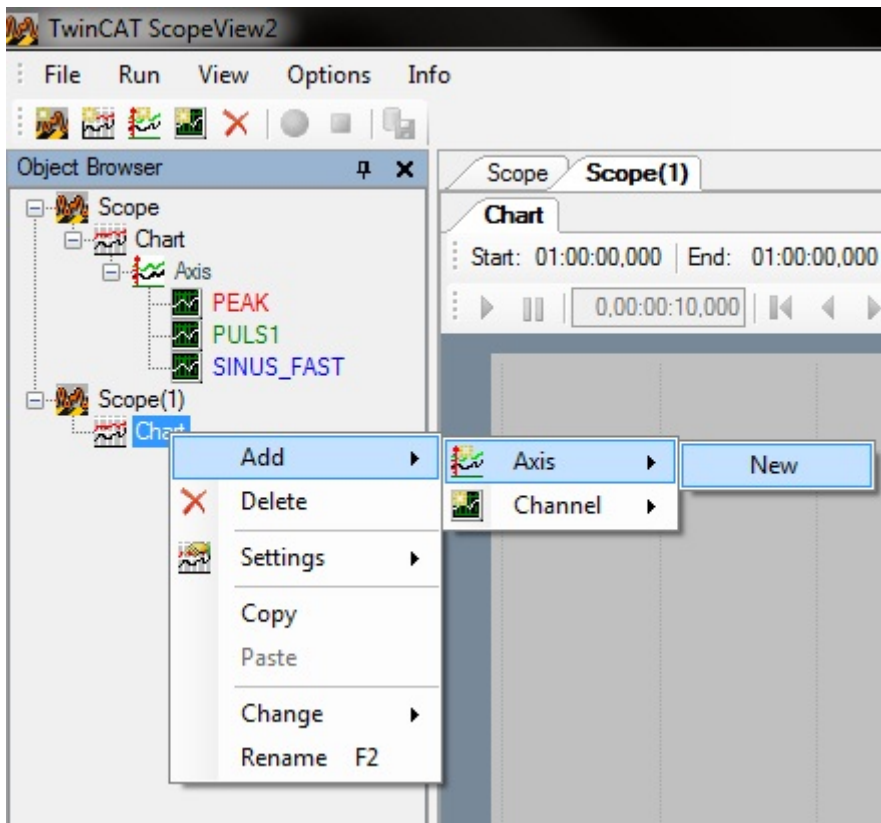 TwinCAT ScopeView2
File Run View Options Info
Object Browser
Scope
Chart
Axis
PEAK
PULS1
SINUS_FAST
Scope(1)
Chart
Scope Scope(1)
Chart
Start: 01:00:00,000 End: 01:00:00,000
0,00:00:10,000
Add
Delete
Settings
Copy
Paste
Change
Rename F2
Axis
Channel
New